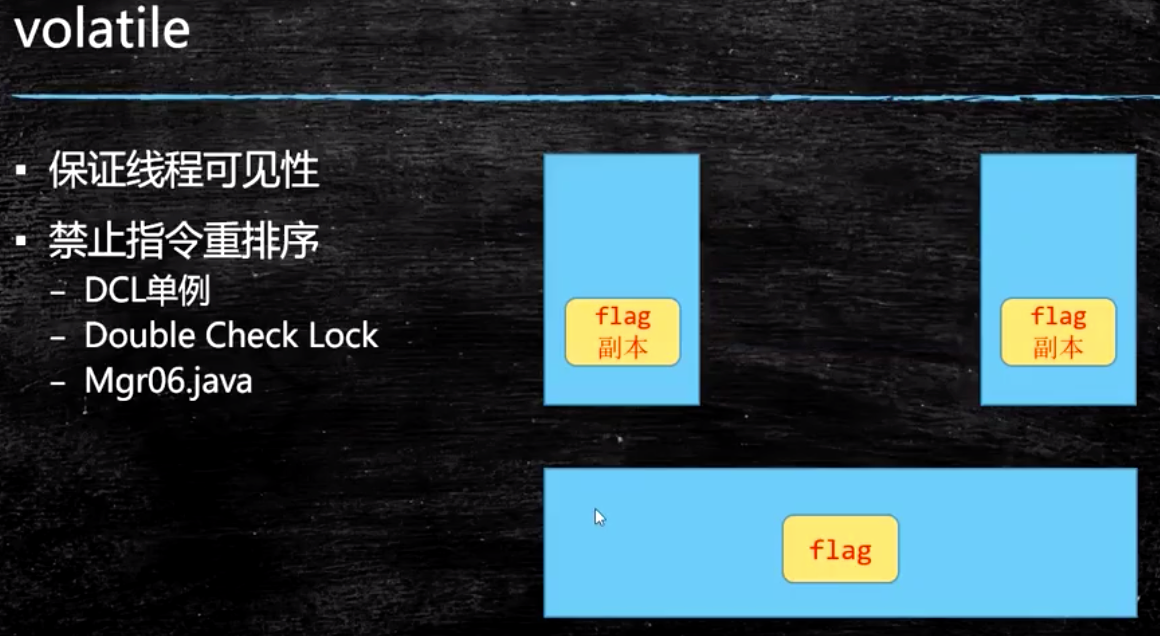 volatile
▪ 保证线程可见性
▪ 禁止指令重排序
– DCL单例
– Double Check Lock
– Mgr06.java
flag
副本
flag
副本
flag